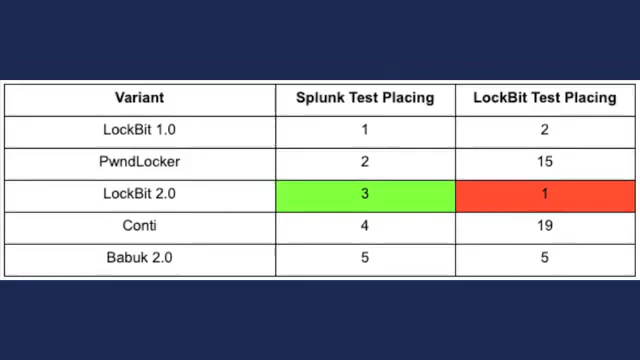 Variant Splunk Test Placing LockBit Test Placing
LockBit 1.0 1 2
PwndLocker 2 15
LockBit 2.0 3 1
Conti 4 19
Babuk 2.0 5 5